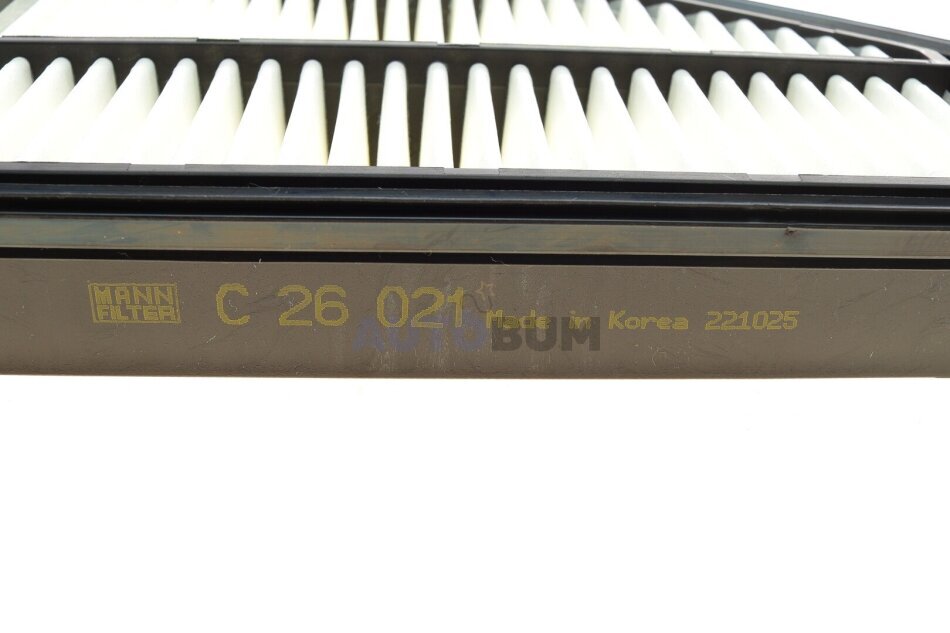 MANN
FILTER
C 26 021 Made in Korea 221025
AUTOBUM